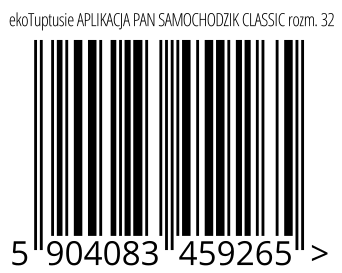 ekoTuptusie APLIKACJA PAN SAMOCHODZIK CLASSIC rozm. 32
5 904083 459265 >